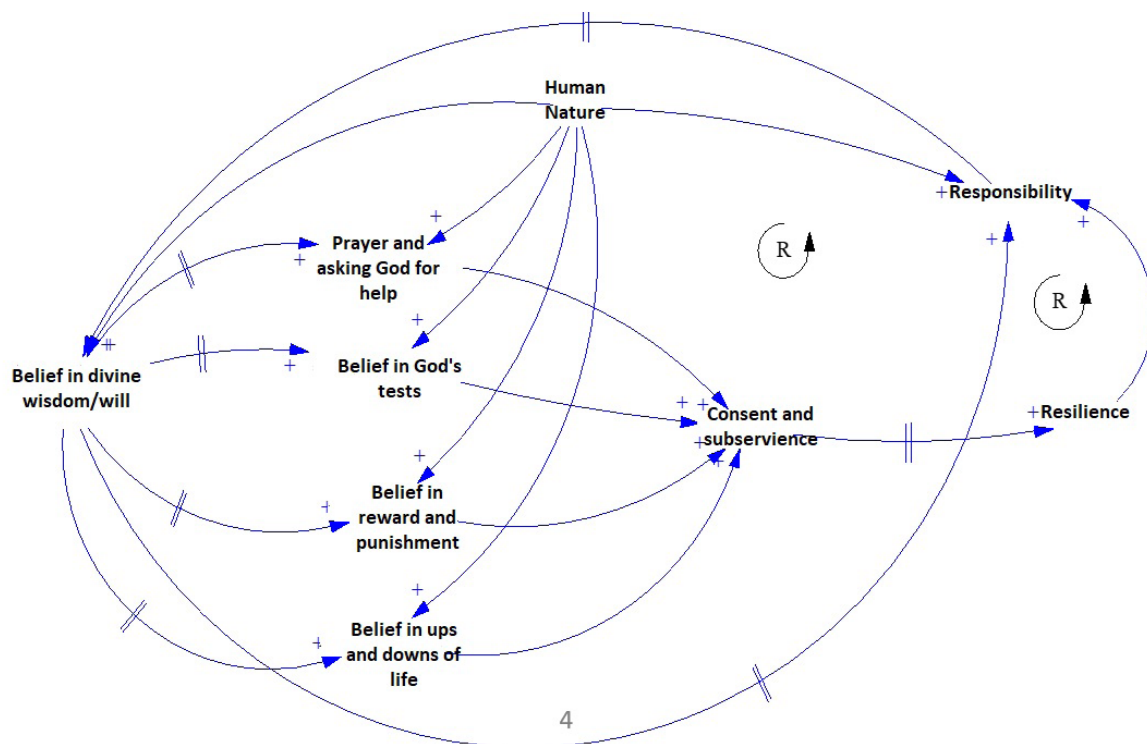 Human
Nature
+Responsibility
+
+
+
Prayer and
asking God for
help
+
R
R
+
++
Belief in divine
wisdom/will
+
Belief in God's
tests
+ +
Consent and
subservience
+ +
+Resilience
+
Belief in
reward and
punishment
+
+
Belief in ups
and downs of
life
+
4